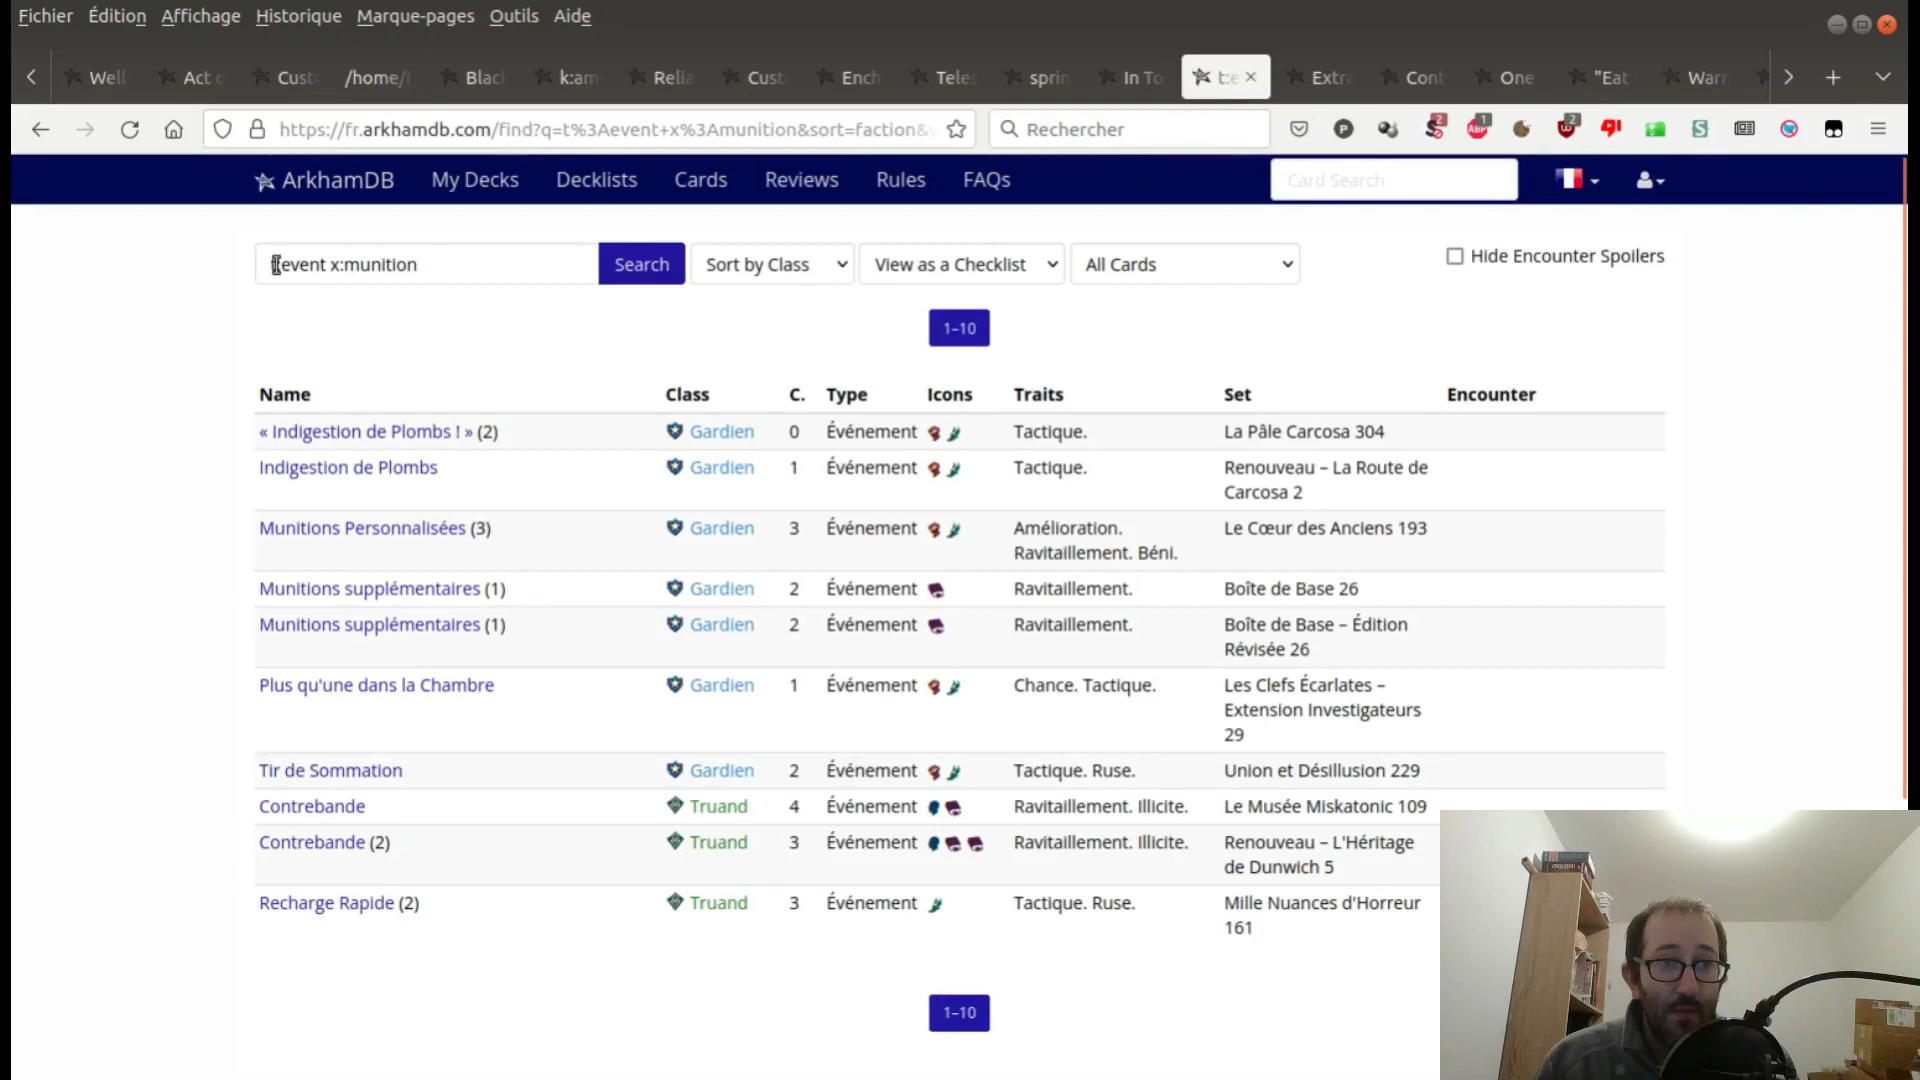 Fichier Édition Affichage Historique Marque-pages Outils Aide
Well Act Cust /home/ Blac k:am Relia Cust Ench Teles sprin In To t:e Extra Cont One "Eat Warn
https://fr.arkhamdb.com/find?q=t%3Aevent+x%3Amunition&sort=faction& Rechercher
ArkhamDB My Decks Decklists Cards Reviews Rules FAQs Card Search
event x:munition Search Sort by Class View as a Checklist All Cards Hide Encounter Spoilers
1–10
Name Class C. Type Icons Traits Set Encounter
« Indigestion de Plombs ! » (2) Gardien 0 Événement Tactique. La Pâle Carcosa 304
Indigestion de Plombs Gardien 1 Événement Tactique. Renouveau – La Route de
Carcosa 2
Munitions Personnalisées (3) Gardien 3 Événement Amélioration. Le Cœur des Anciens 193
Ravitaillement. Béni.
Munitions supplémentaires (1) Gardien 2 Événement Ravitaillement. Boîte de Base 26
Munitions supplémentaires (1) Gardien 2 Événement Ravitaillement. Boîte de Base – Édition
Révisée 26
Plus qu'une dans la Chambre Gardien 1 Événement Chance. Tactique. Les Clefs Écarlates –
Extension Investigateurs
29
Tir de Sommation Gardien 2 Événement Tactique. Ruse. Union et Désillusion 229
Contrebande Truand 4 Événement Ravitaillement. Illicite. Le Musée Miskatonic 109
Contrebande (2) Truand 3 Événement Ravitaillement. Illicite. Renouveau – L'Héritage
de Dunwich 5
Recharge Rapide (2) Truand 3 Événement Tactique. Ruse. Mille Nuances d'Horreur
161
1–10